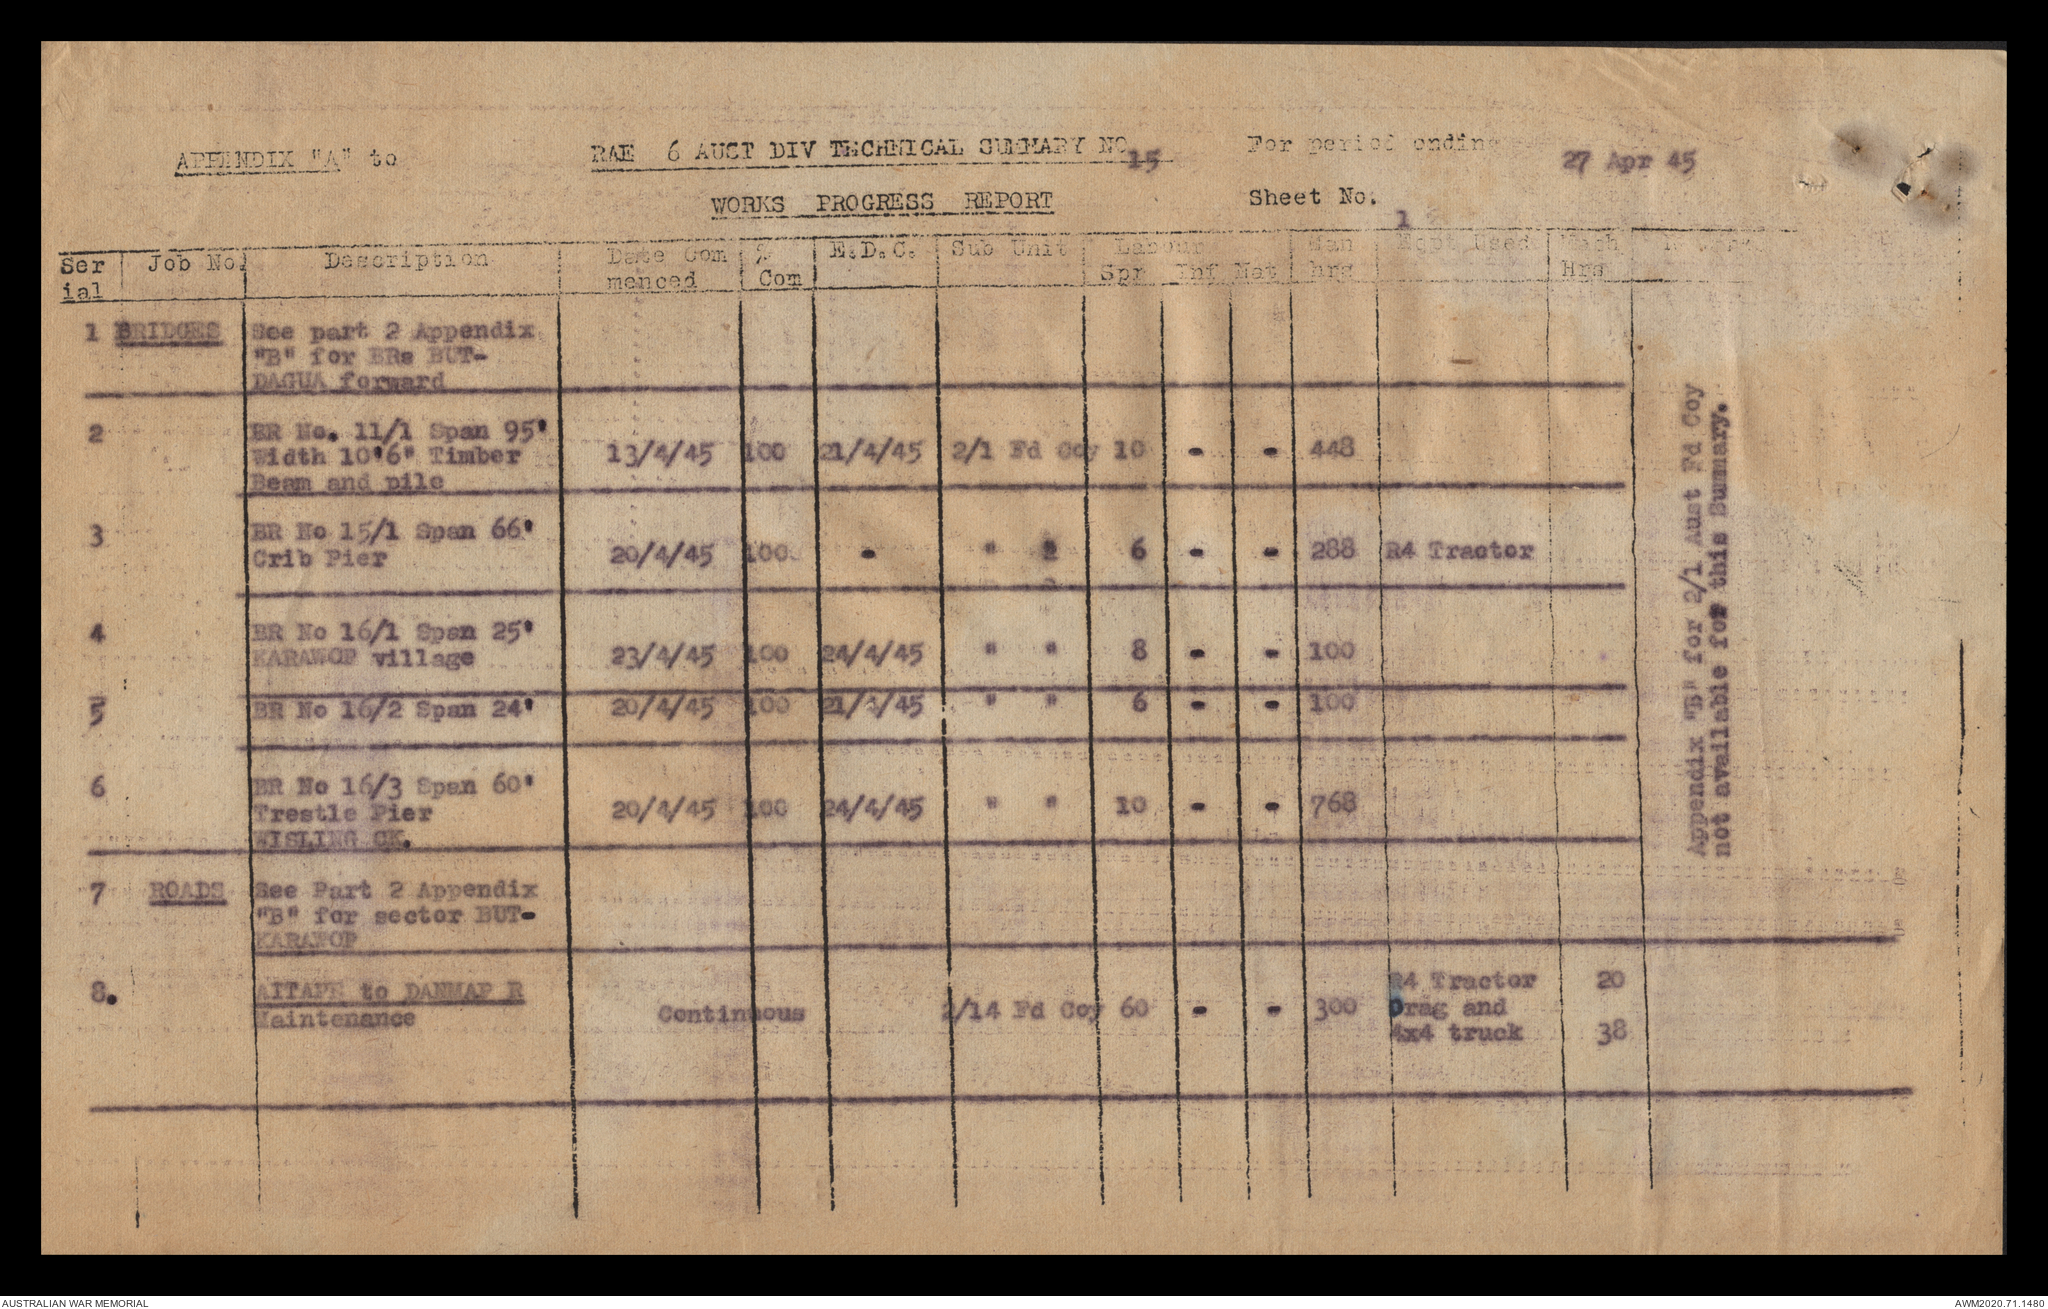 APPENDIX "A" to RAE 6 AUST DIV TECHNICAL SUMMARY NO. 15 For period ending 27 Apr 45
WORKS PROGRESS REPORT Sheet No. 1
Ser Job No. Description Date Com % E.D.C. Sub Unit Labour Man Eqpt Used Mach
ial menced Com Spr Inf Nat hrs Hrs
1 BRIDGES See part 2 Appendix
"B" for BRs BUT-
DAGUA forward
2 BR No. 11/1 Span 95'
Width 10'6" Timber 13/4/45 100 21/4/45 2/1 Fd Coy 10 - - 448
Beam and pile
3 BR No 15/1 Span 66'
Crib Pier 20/4/45 100 - " 2 6 - - 288 R4 Tractor
4 BR No 16/1 Span 25'
KARAWOP village 23/4/45 100 24/4/45 " " 8 - - 100
5 BR No 16/2 Span 24' 20/4/45 100 21/4/45 " " 6 - - 100
6 BR No 16/3 Span 60'
Trestle Pier 20/4/45 100 24/4/45 " " 10 - - 768
WISLING CK.
7 ROADS See Part 2 Appendix
"B" for sector BUT-
KARAWOP
8. AITAPE to DANMAP R R4 Tractor 20
Maintenance Continuous 2/14 Fd Coy 60 - - 300 Drag and
4x4 truck 38
Appendix "B" for 2/1 Aust Fd Coy
not available for this Summary.
AUSTRALIAN WAR MEMORIAL AWM2020.71.1480